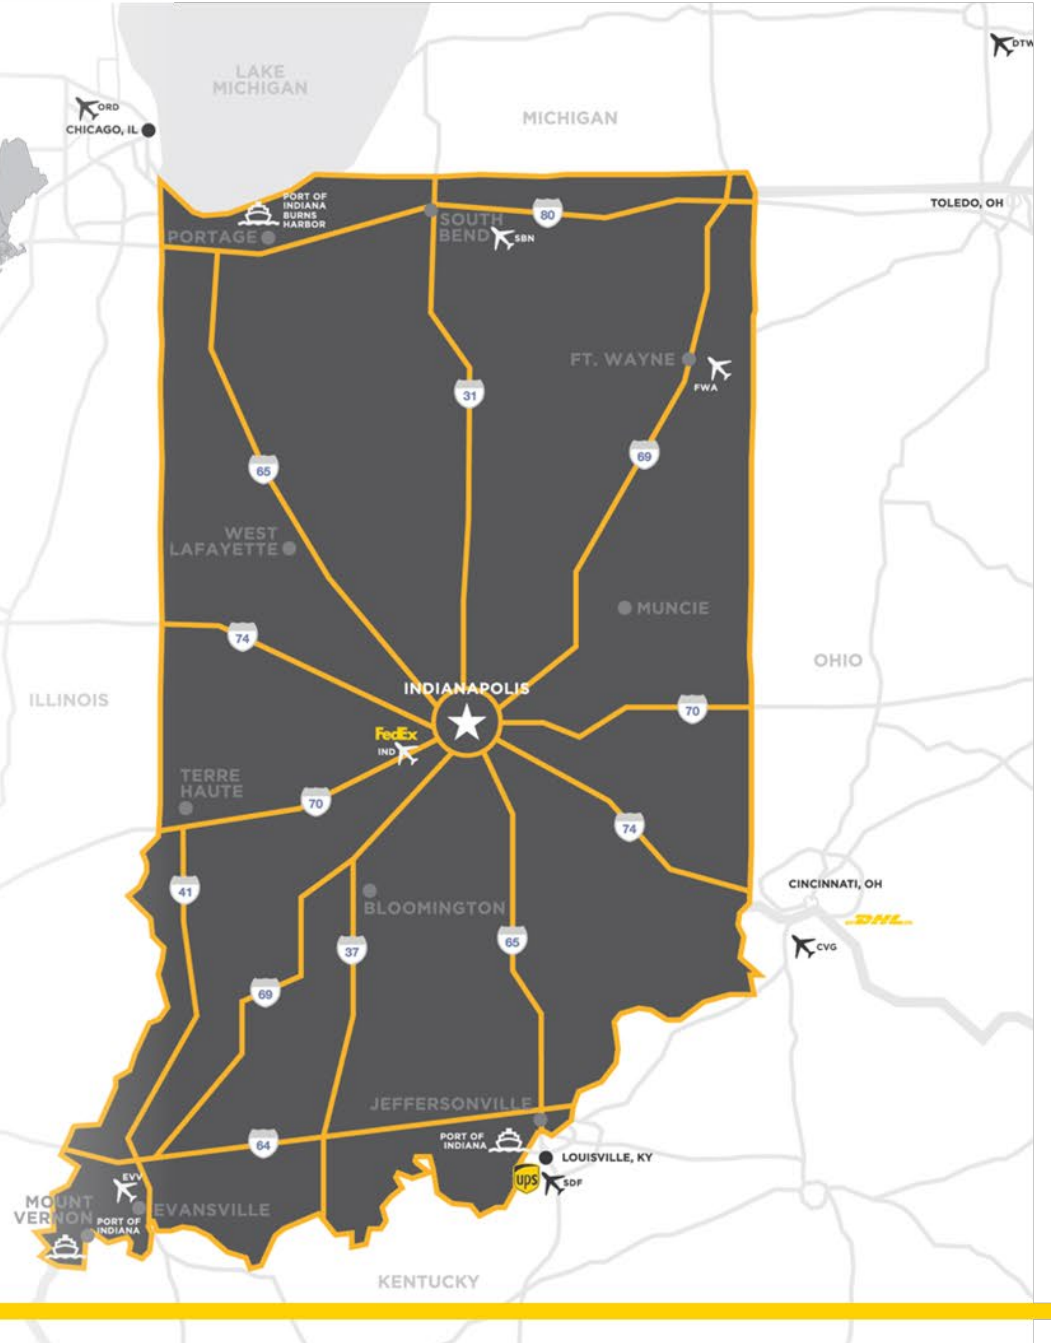 DTW
LAKE
MICHIGAN
ORD
CHICAGO, IL
MICHIGAN
PORT OF
INDIANA
BURNS
HARBOR
PORTAGE
SOUTH
BEND
SBN
80
TOLEDO, OH
FT. WAYNE
FWA
31
69
65
WEST
LAFAYETTE
MUNCIE
74
OHIO
ILLINOIS
INDIANAPOLIS
70
FedEx
IND
TERRE
HAUTE
70
74
41
CINCINNATI, OH
BLOOMINGTON
DHL
CVG
37
65
69
JEFFERSONVILLE
PORT OF
INDIANA
64
LOUISVILLE, KY
ups
SDF
EVV
MOUNT
VERNON
EVANSVILLE
PORT OF
INDIANA
KENTUCKY